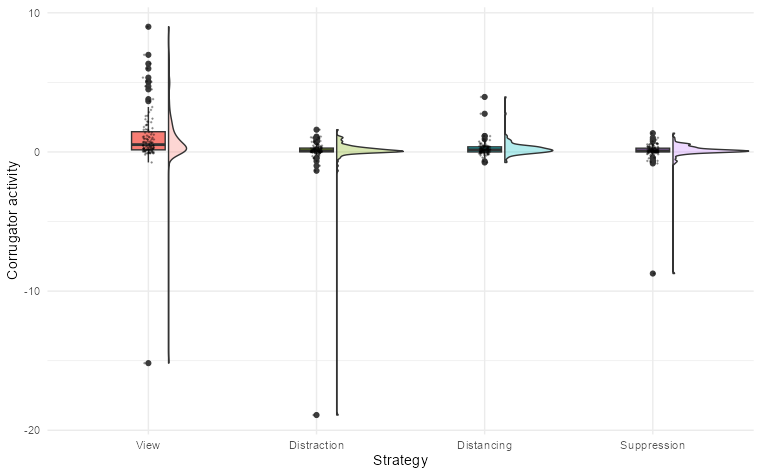 10
0
-10
-20
Corrugator activity
View Distraction Distancing Suppression
Strategy